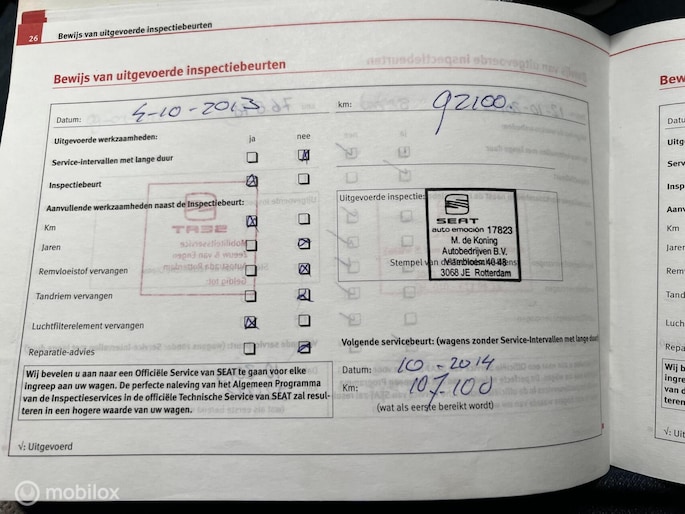 26 Bewijs van uitgevoerde inspectiebeurten
Bewijs van uitgevoerde inspectiebeurten
Datum: 4-10-2013 km: 92100.
Uitgevoerde werkzaamheden: ja nee
Service-intervallen met lange duur
Inspectiebeurt
Aanvullende werkzaamheden naast de Inspectiebeurt:
Km
Jaren
Remvloeistof vervangen
Tandriem vervangen
Luchtfilterelement vervangen
Reparatie-advies
Uitgevoerde inspectie:
SEAT
auto emoción 17823
M. de Koning
Autobedrijven B.V.
Stempel van de
3068 JE Rotterdam
Volgende servicebeurt: (wagens zonder Service-Intervallen met lange duur)
Datum: 10-2014
Km: 107.100
(wat als eerste bereikt wordt)
Wij bevelen u aan naar een Officiële Service van SEAT te gaan voor elke
ingreep aan uw wagen. De perfecte naleving van het Algemeen Programma
van de Inspectieservices in de officiële Technische Service van SEAT zal resul-
teren in een hogere waarde van uw wagen.
√: Uitgevoerd
mobilox